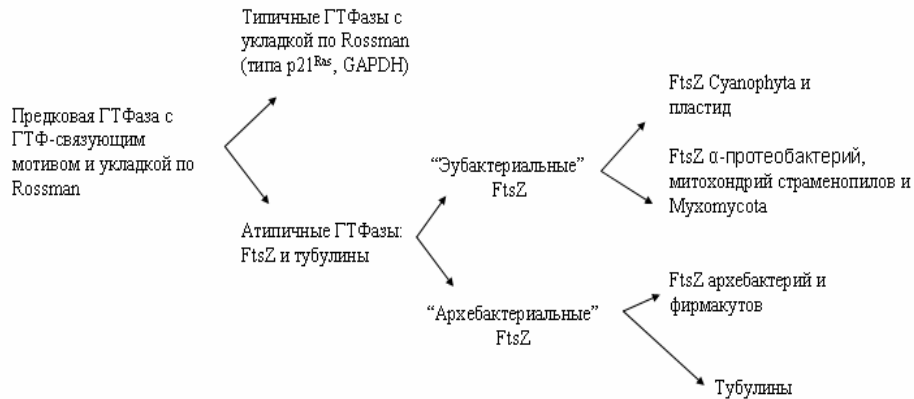 Типичные ГТФазы с
укладкой по Rossman
(типа p21Ras, GAPDH)
Предковая ГТФаза с
ГТФ-связующим
мотивом и укладкой по
Rossman
Атипичные ГТФазы:
FtsZ и тубулины
“Эубактериальные”
FtsZ
“Архебактериальные”
FtsZ
FtsZ Cyanophyta и
пластид
FtsZ α-протеобактерий,
митохондрий страменопилов и
Myxomycota
FtsZ архебактерий и
фирмакутов
Тубулины